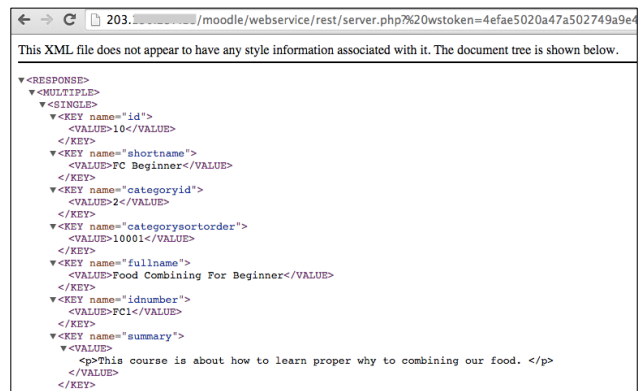 203. /moodle/webservice/rest/server.php?%20wstoken=4efae5020a47a502749a9e4
This XML file does not appear to have any style information associated with it. The document tree is shown below.
▼<RESPONSE>
▼<MULTIPLE>
▼<SINGLE>
▼<KEY name="id">
<VALUE>10</VALUE>
</KEY>
▼<KEY name="shortname">
<VALUE>FC Beginner</VALUE>
</KEY>
▼<KEY name="categoryid">
<VALUE>2</VALUE>
</KEY>
▼<KEY name="categorysortorder">
<VALUE>10001</VALUE>
</KEY>
▼<KEY name="fullname">
<VALUE>Food Combining For Beginner</VALUE>
</KEY>
▼<KEY name="idnumber">
<VALUE>FC1</VALUE>
</KEY>
▼<KEY name="summary">
▼<VALUE>
<p>This course is about how to learn proper why to combining our food. </p>
</VALUE>
</KEY>